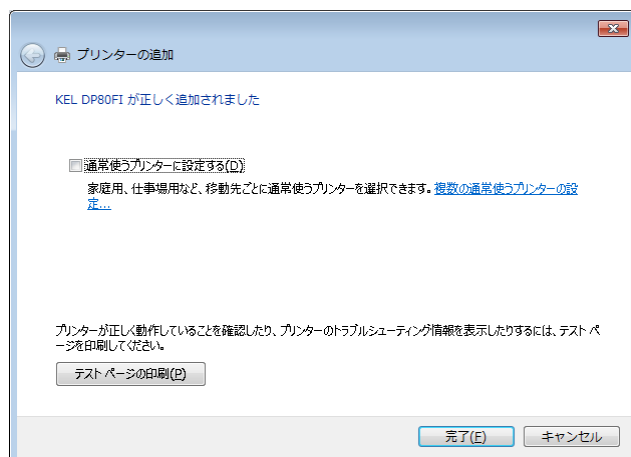 プリンターの追加
KEL DP80FI が正しく追加されました
通常使うプリンターに設定する(D)
家庭用、仕事場用など、移動先ごとに通常使うプリンターを選択できます。複数の通常使うプリンターの設
定...
プリンターが正しく動作していることを確認したり、プリンターのトラブルシューティング情報を表示したりするには、テスト ペ
ージを印刷してください。
テスト ページの印刷(P)
完了(F) キャンセル